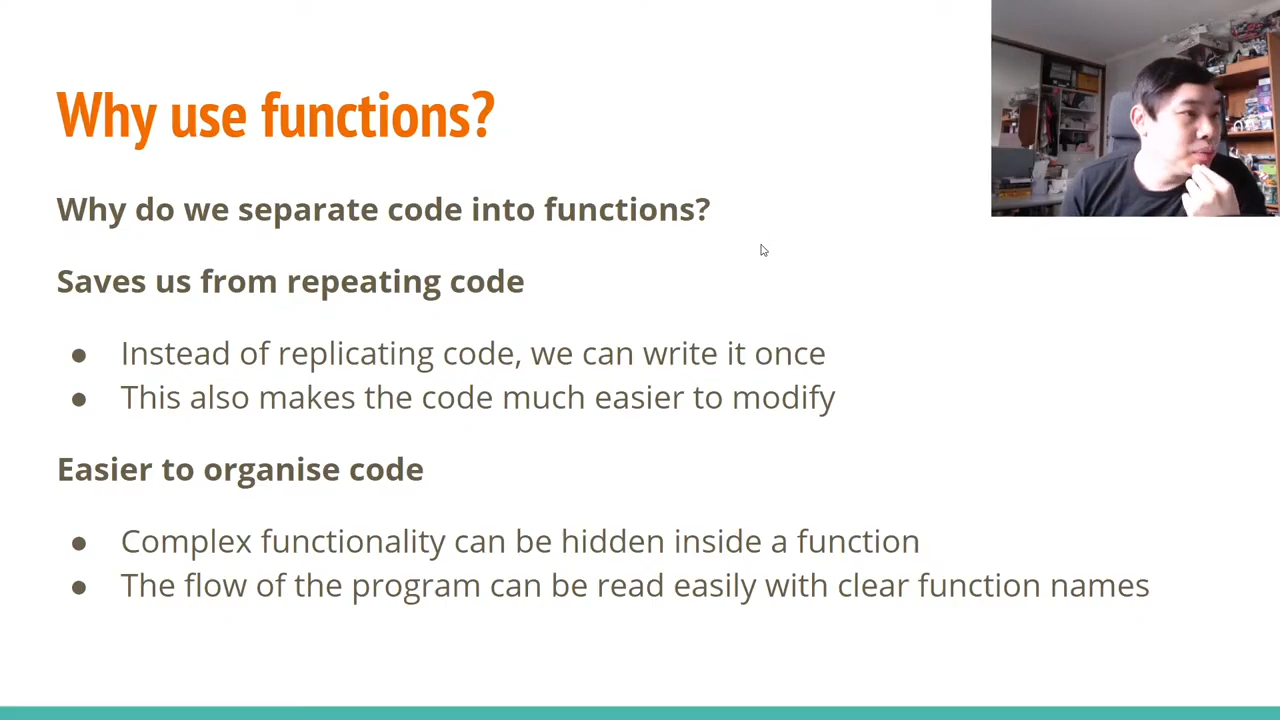 Why use functions?
Why do we separate code into functions?
Saves us from repeating code
● Instead of replicating code, we can write it once
● This also makes the code much easier to modify
Easier to organise code
● Complex functionality can be hidden inside a function
● The flow of the program can be read easily with clear function names